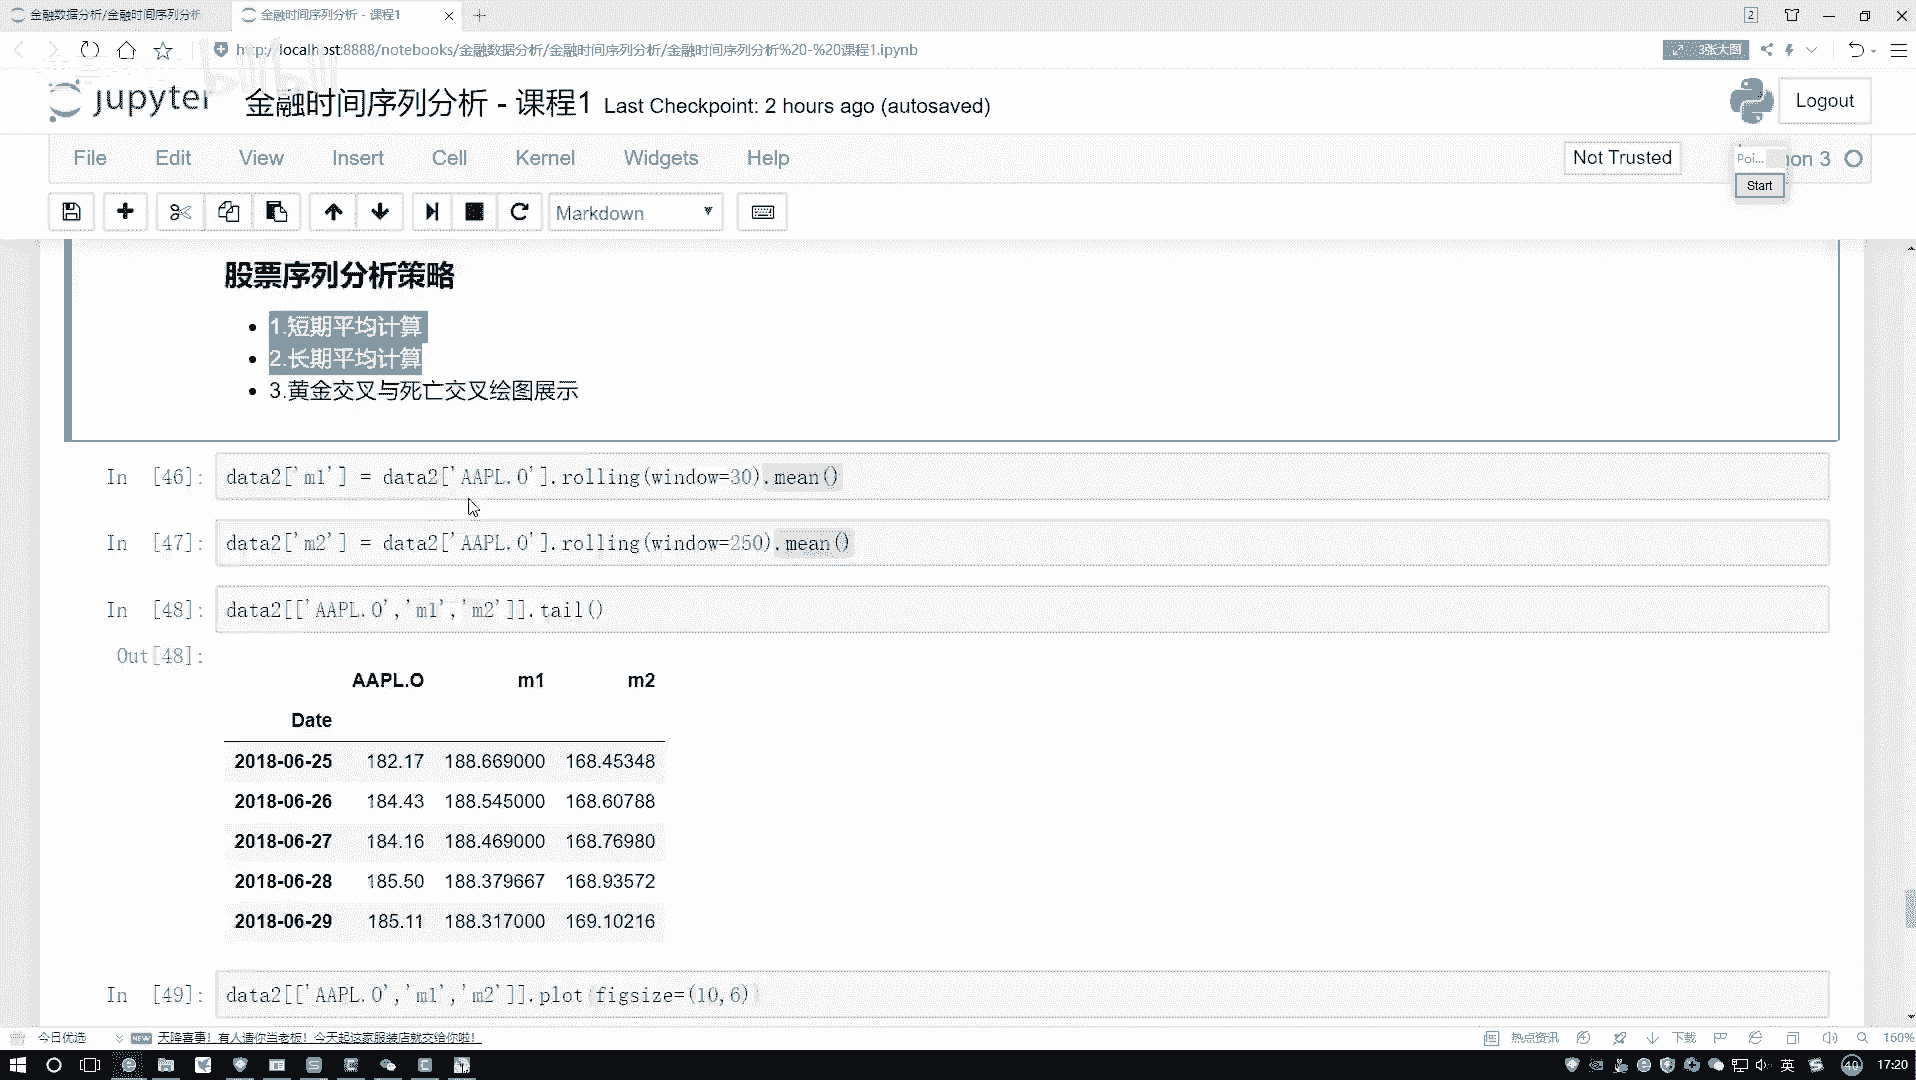 金融数据分析/金融时间序列分析
金融时间序列分析 - 课程1
2
http://localhost:8888/notebooks/金融数据分析/金融时间序列分析/金融时间序列分析%20-%20课程1.ipynb
3张大图
bilibili
jupyter 金融时间序列分析 - 课程1 Last Checkpoint: 2 hours ago (autosaved)
Logout
File Edit View Insert Cell Kernel Widgets Help
Not Trusted
Poi...
hon 3
Start
Markdown
股票序列分析策略
1.短期平均计算
2.长期平均计算
3.黄金交叉与死亡交叉绘图展示
In [46]: data2['m1'] = data2['AAPL.O'].rolling(window=30).mean()
In [47]: data2['m2'] = data2['AAPL.O'].rolling(window=250).mean()
In [48]: data2[['AAPL.O','m1','m2']].tail()
Out[48]:
AAPL.O m1 m2
Date
2018-06-25 182.17 188.669000 168.45348
2018-06-26 184.43 188.545000 168.60788
2018-06-27 184.16 188.469000 168.76980
2018-06-28 185.50 188.379667 168.93572
2018-06-29 185.11 188.317000 169.10216
In [49]: data2[['AAPL.O','m1','m2']].plot(figsize=(10,6))
今日优选
NEW
天降喜事！有人请你当老板！今天起这家服装店就交给你啦！
热点资讯
下载
160%
英
40
17:20